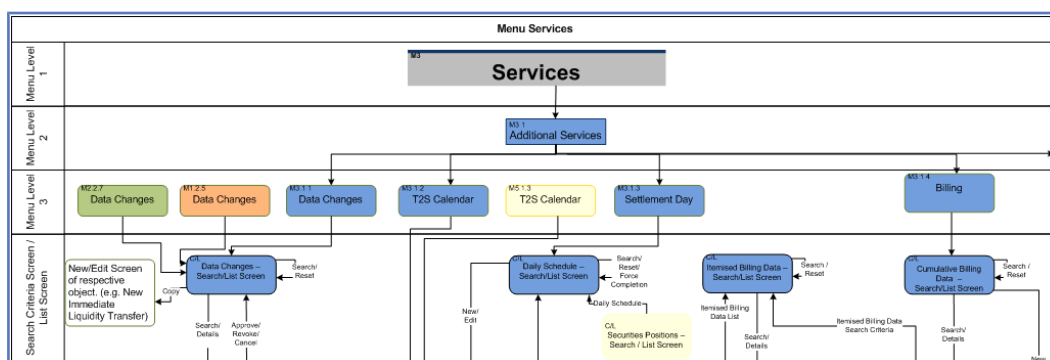 Menu Services
Menu Level
1
M3
Services
Menu Level
2
M3.1
Additional Services
Menu Level
3
M2.2.7
Data Changes
M1.2.5
Data Changes
M3.1.1
Data Changes
M3.1.2
T2S Calendar
M5.1.3
T2S Calendar
M3.1.3
Settlement Day
M3.1.4
Billing
Search Criteria Screen /
List Screen
New/Edit Screen
of respective
object. (e.g. New
Immediate
Liquidity Transfer)
Copy
C/L
Data Changes –
Search/List Screen
Search/
Reset
Search/
Details
Approve/
Revoke/
Cancel
New/
Edit
C/L
Daily Schedule –
Search/List Screen
Search/
Reset/
Force
Completion
Daily Schedule
C/L
Securities Positions –
Search / List Screen
C/L
Itemised Billing Data –
Search/List Screen
Search /
Reset
Itemised Billing
Data List
Search/
Details
Itemised Billing Data
Search Criteria
C/L
Cumulative Billing
Data –
Search/List Screen
Search /
Reset
Search/
Details